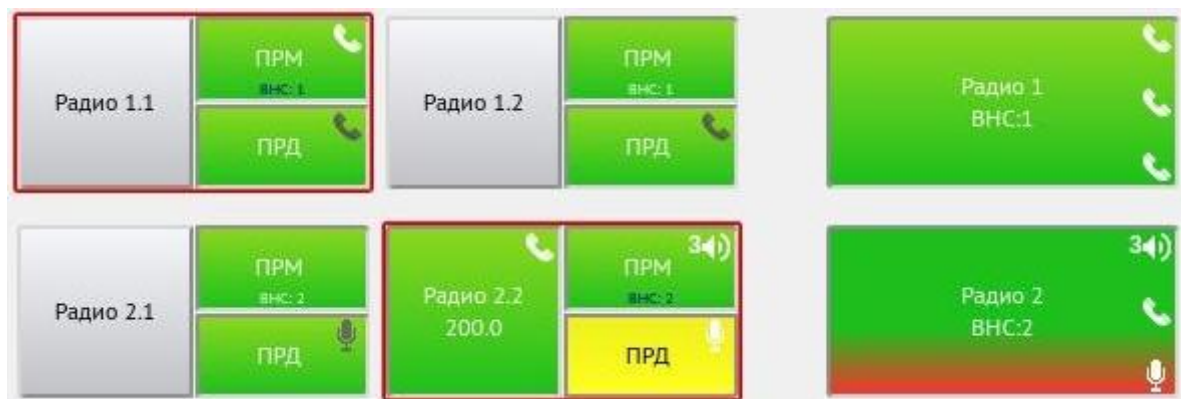 Радио 1.1
ПРМ
ВНС: 1
ПРД
Радио 1.2
ПРМ
ВНС: 1
ПРД
Радио 1
ВНС:1
Радио 2.1
ПРМ
ВНС: 2
ПРД
Радио 2.2
200.0
ПРМ
3
ВНС: 2
ПРД
3
Радио 2
ВНС:2